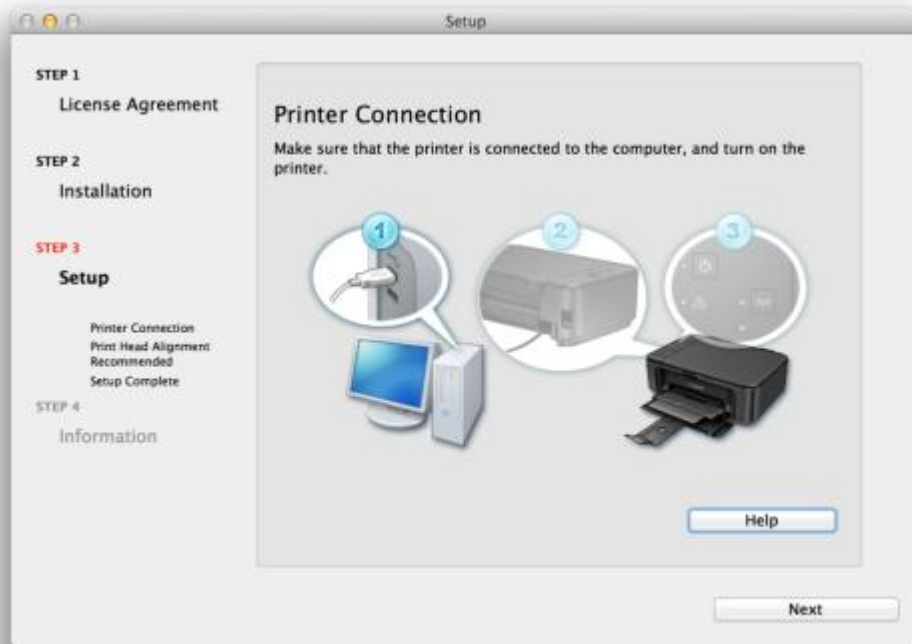 Setup
STEP 1
License Agreement
STEP 2
Installation
STEP 3
Setup
Printer Connection
Print Head Alignment
Recommended
Setup Complete
STEP 4
Information
Printer Connection
Make sure that the printer is connected to the computer, and turn on the
printer.
1
2
3
Help
Next